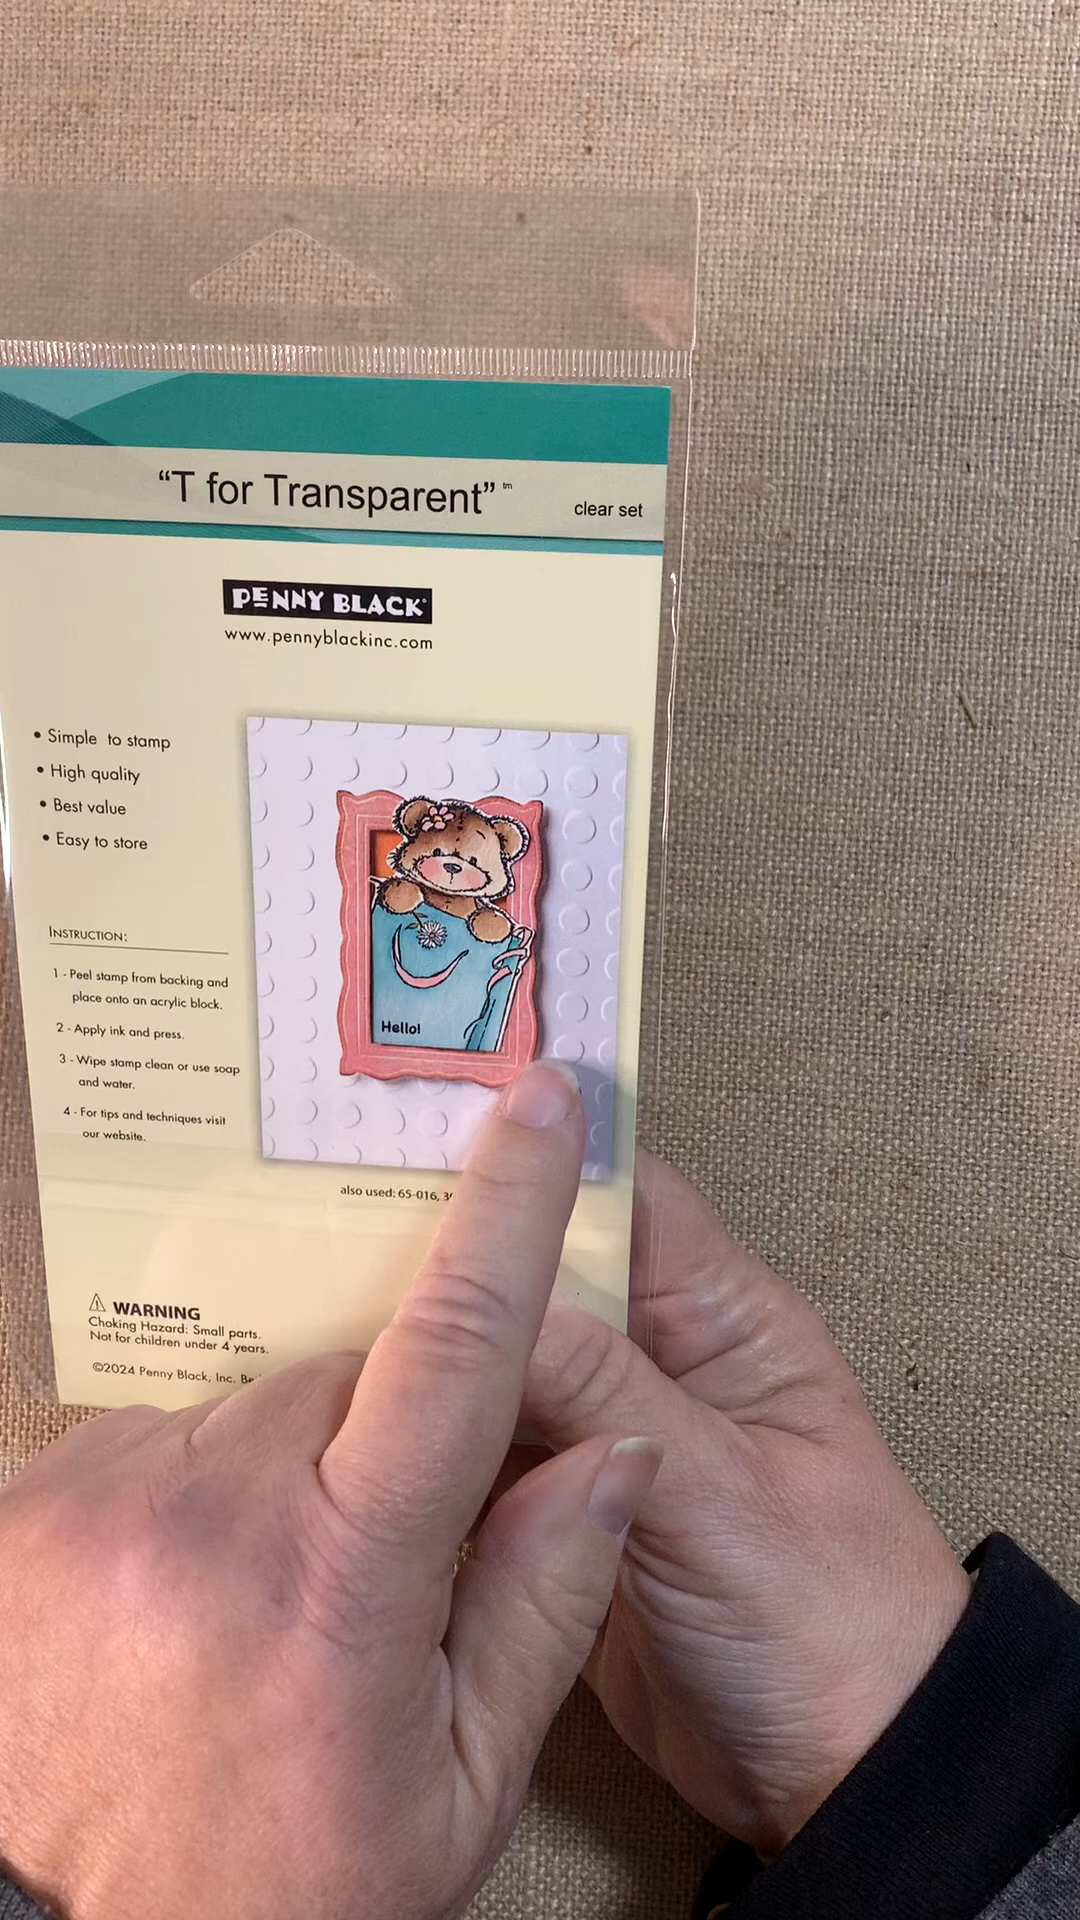 “T for Transparent” ™
clear set
PENNY BLACK®
www.pennyblackinc.com
• Simple to stamp
• High quality
• Best value
• Easy to store
INSTRUCTION:
1 - Peel stamp from backing and
place onto an acrylic block.
2 - Apply ink and press.
3 - Wipe stamp clean or use soap
and water.
4 - For tips and techniques visit
our website.
Hello!
also used: 65-016,
WARNING
Choking Hazard: Small parts.
Not for children under 4 years.
©2024 Penny Black, Inc.